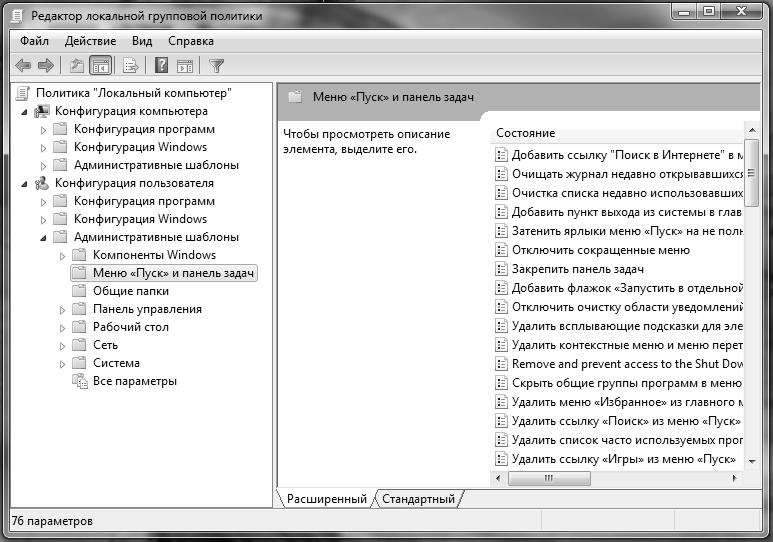 Редактор локальной групповой политики
Файл Действие Вид Справка
Политика "Локальный компьютер"
Конфигурация компьютера
Конфигурация программ
Конфигурация Windows
Административные шаблоны
Конфигурация пользователя
Конфигурация программ
Конфигурация Windows
Административные шаблоны
Компоненты Windows
Меню «Пуск» и панель задач
Общие папки
Панель управления
Рабочий стол
Сеть
Система
Все параметры
Меню «Пуск» и панель задач
Чтобы просмотреть описание
элемента, выделите его.
Состояние
Добавить ссылку "Поиск в Интернете" в м
Очищать журнал недавно открывавшихся
Очистка списка недавно использовавших
Добавить пункт выхода из системы в глав
Затенить ярлыки меню «Пуск» на не полн
Отключить сокращенные меню
Закрепить панель задач
Добавить флажок «Запустить в отдельной
Отключить очистку области уведомлений
Удалить всплывающие подсказки для эле
Удалить контекстные меню и меню перет
Remove and prevent access to the Shut Dow
Скрыть общие группы программ в меню
Удалить меню «Избранное» из главного м
Удалить ссылку «Поиск» из меню «Пуск»
Удалить список часто используемых прог
Удалить ссылку «Игры» из меню «Пуск»
Расширенный Стандартный
76 параметров